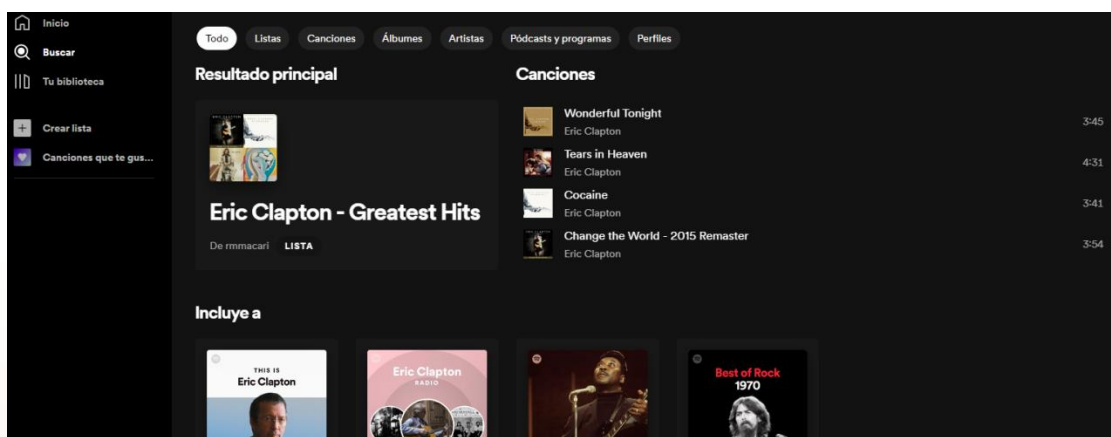 Inicio
Buscar
Tu biblioteca
Crear lista
Canciones que te gus...
Todo Listas Canciones Álbumes Artistas Pódcasts y programas Perfiles
Resultado principal
Eric Clapton - Greatest Hits
De rmmacari LISTA
Canciones
Wonderful Tonight
Eric Clapton
3:45
Tears in Heaven
Eric Clapton
4:31
Cocaine
Eric Clapton
3:41
Change the World - 2015 Remaster
Eric Clapton
3:54
Incluye a
THIS IS
Eric Clapton
Eric Clapton
RADIO
Best of Rock
1970